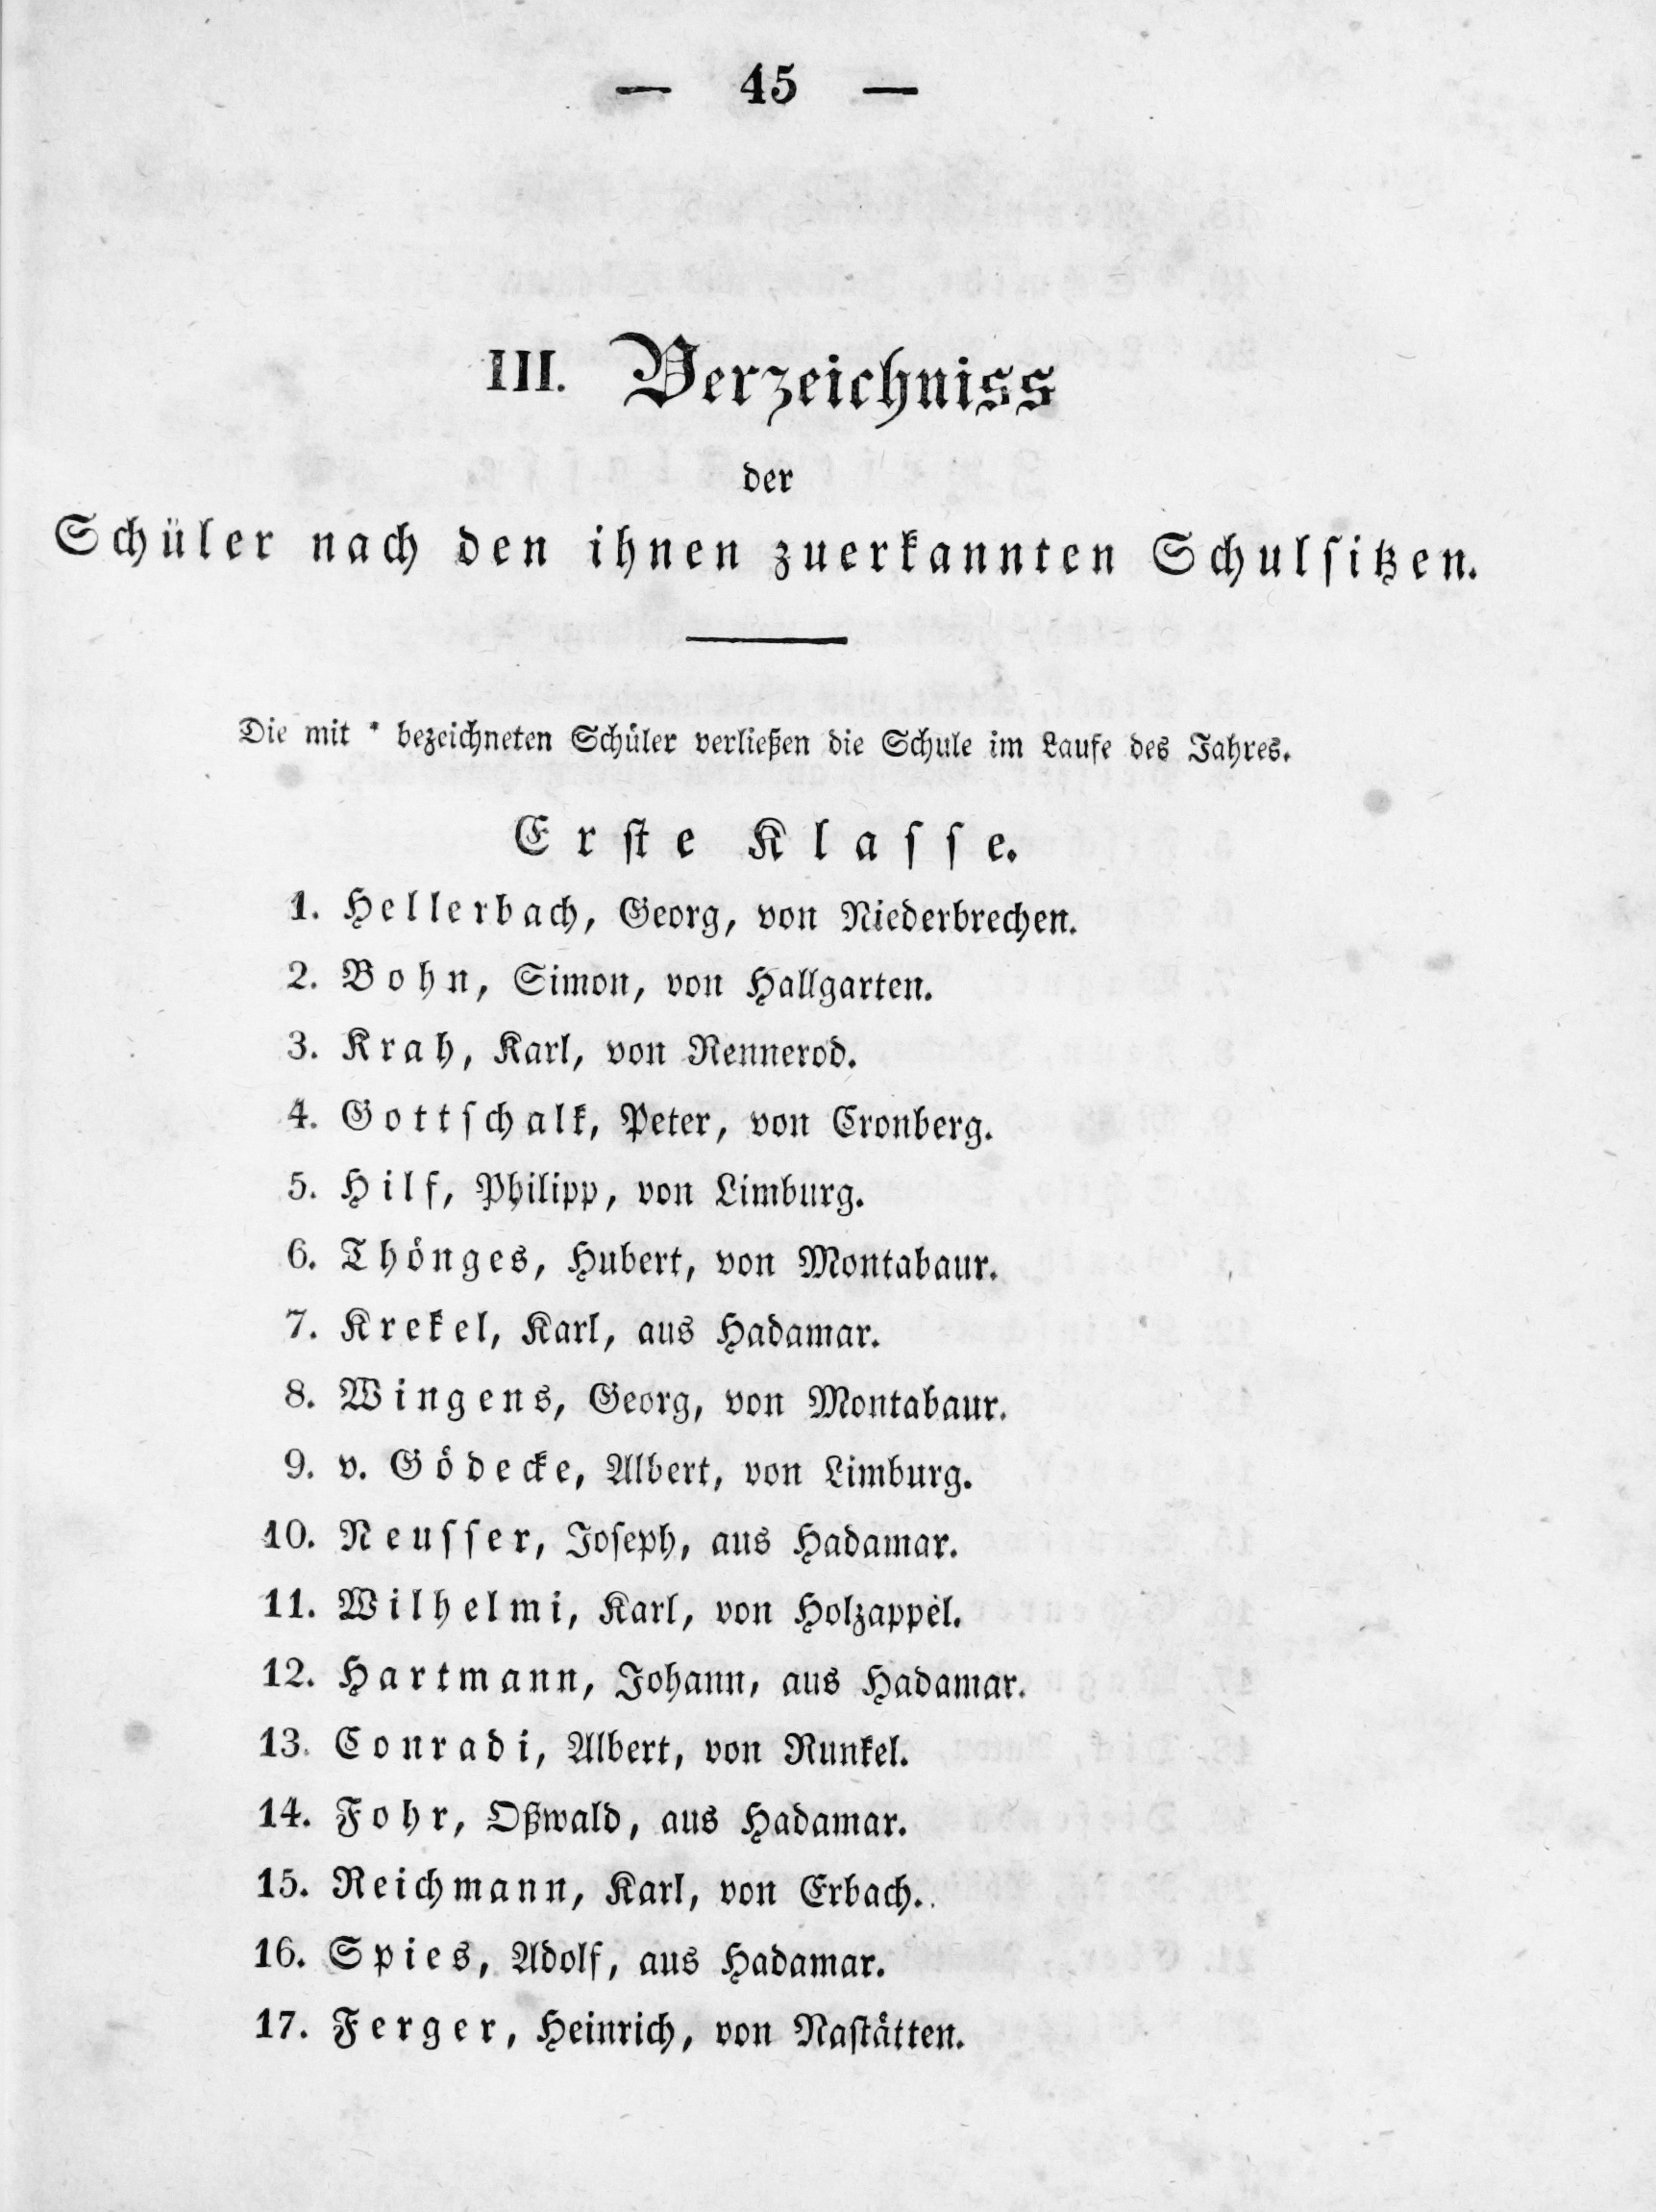 — 45 —
III. Verzeichniss
der
Schüler nach den ihnen zuerkannten Schulsitzen.
Die mit * bezeichneten Schüler verließen die Schule im Laufe des Jahres.
Erste Klasse.
1. Hellerbach, Georg, von Niederbrechen.
2. Bohn, Simon, von Hallgarten.
3. Krah, Karl, von Rennerod.
4. Gottschalk, Peter, von Cronberg.
5. Hilf, Philipp, von Limburg.
6. Thönges, Hubert, von Montabaur.
7. Krekel, Karl, aus Hadamar.
8. Wingens, Georg, von Montabaur.
9. v. Gödecke, Albert, von Limburg.
10. Neusser, Joseph, aus Hadamar.
11. Wilhelmi, Karl, von Holzappel.
12. Hartmann, Johann, aus Hadamar.
13. Conradi, Albert, von Runkel.
14. Fohr, Oßwald, aus Hadamar.
15. Reichmann, Karl, von Erbach.
16. Spies, Adolf, aus Hadamar.
17. Ferger, Heinrich, von Nastätten.